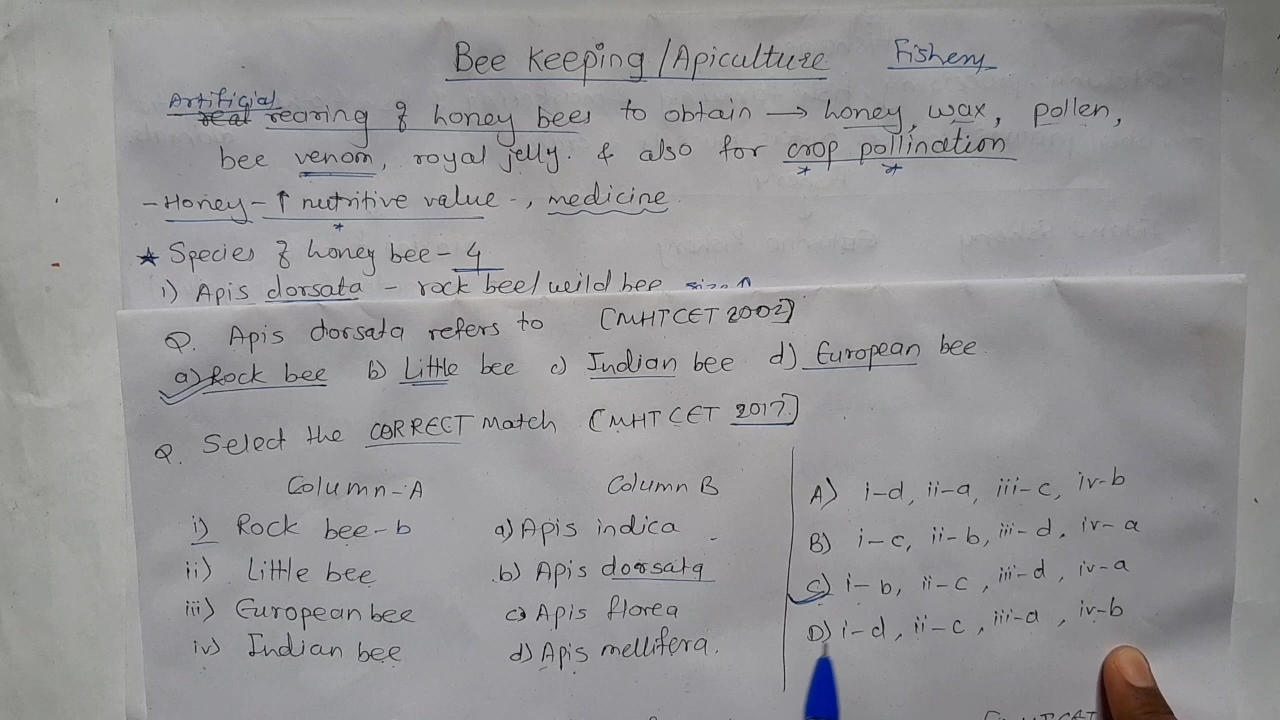 Bee Keeping/Apiculture Fishery
Artificial
real rearing & honey bees to obtain → honey, wax, pollen,
bee venom, royal jelly. & also for crop pollination
- Honey - ↑ nutritive value -, medicine
* Species & honey bee - 4
i) Apis dorsata - rock bee/wild bee size ↑
Q. Apis dorsata refers to [MHTCET 2002]
a) Rock bee b) Little bee c) Indian bee d) European bee
Q. Select the CORRECT Match [MHT CET 2017]
Column-A Column B
i) Rock bee-b a) Apis indica
ii) Little bee b) Apis dorsata
iii) European bee c) Apis florea
iv) Indian bee d) Apis mellifera.
A) i-d, ii-a, iii-c, iv-b
B) i-c, ii-b, iii-d, iv-a
C) i-b, ii-c, iii-d, iv-a
D) i-d, ii-c, iii-a, iv-b